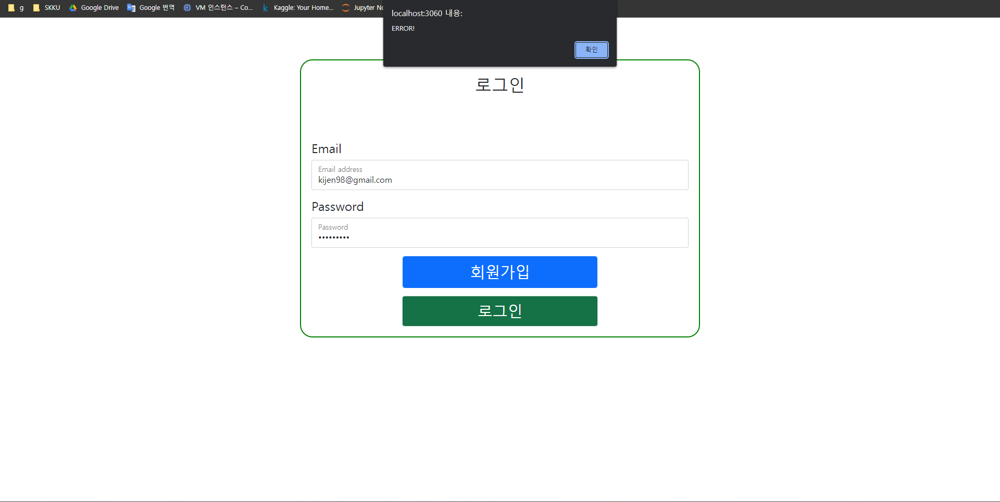 g SKKU Google Drive Google 번역 VM 인스턴스 – Co... Kaggle: Your Home... Jupyter
localhost:3060 내용:
ERROR!
확인
로그인
Email
Email address
kijen98@gmail.com
Password
Password
•••••••••
회원가입
로그인